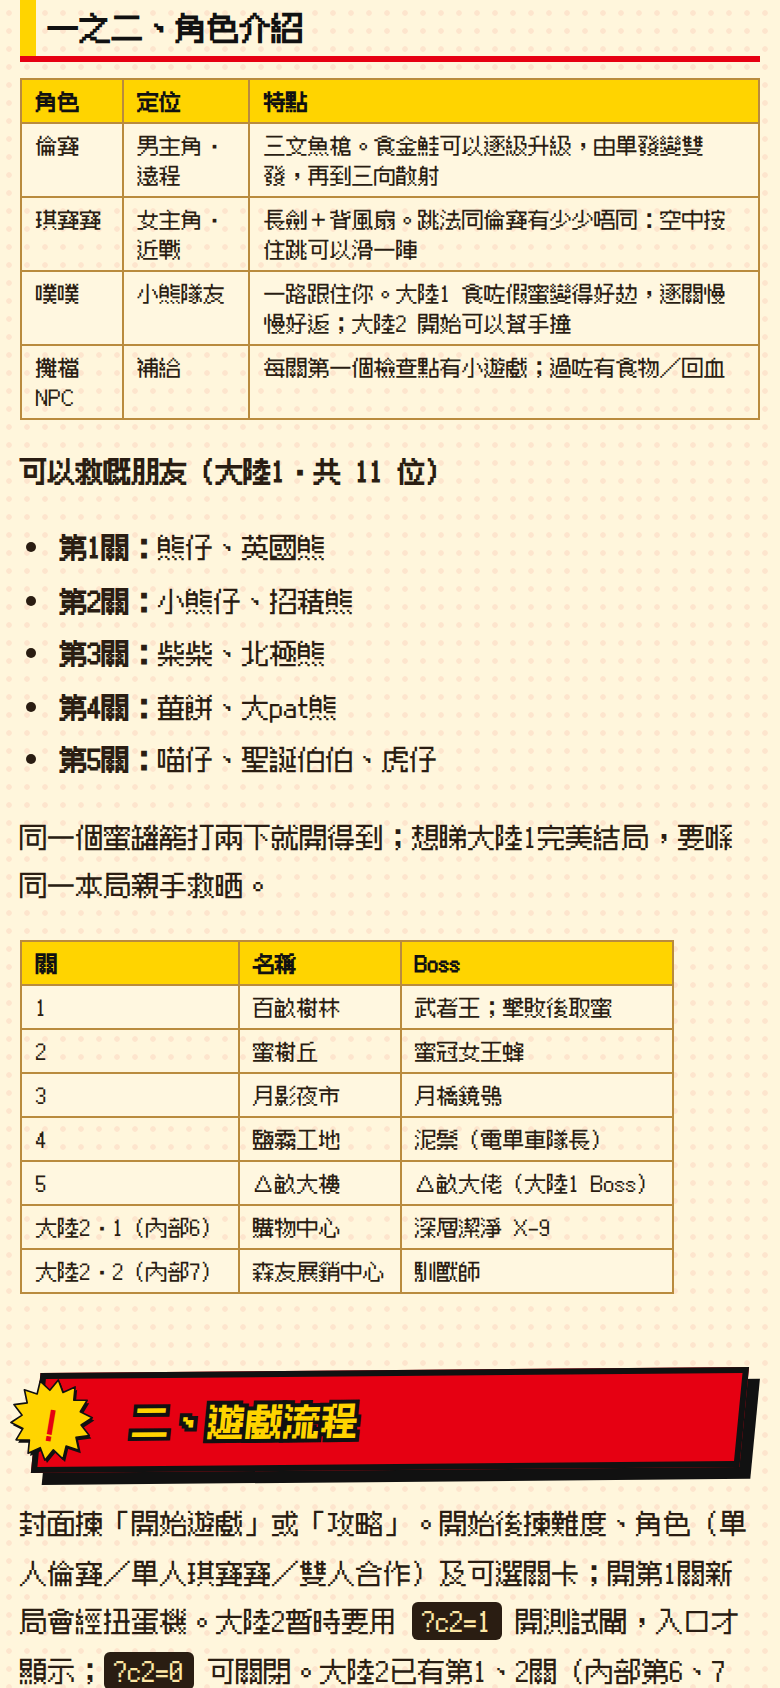 一之二、角色介紹
角色 定位 特點
倫寶 男主角・遠程 三文魚槍。食金鮭可以逐級升級，由單發變雙
發，再到三向散射
琪寶寶 女主角・近戰 長劍＋背風扇。跳法同倫寶有少少唔同：空中按
住跳可以滑一陣
噗噗 小熊隊友 一路跟住你。大陸1 食咗假蜜變得好攰，逐關慢
慢好返；大陸2 開始可以幫手撞
攤檔NPC 補給 每關第一個檢查點有小遊戲；過咗有食物／回血
可以救嘅朋友（大陸1・共 11 位）
第1關：熊仔、英國熊
第2關：小熊仔、招積熊
第3關：柴柴、北極熊
第4關：薑餅、大pat熊
第5關：喵仔、聖誕伯伯、虎仔
同一個蜜罐籠打兩下就開得到；想睇大陸1完美結局，要喺
同一本局親手救晒。
關 名稱 Boss
1 百畝樹林 武者王；擊敗後取蜜
2 蜜樹丘 蜜冠女王蜂
3 月影夜市 月橋鏡鴞
4 鹽霧工地 泥鬃（電單車隊長）
5 △畝大樓 △畝大佬（大陸1 Boss）
大陸2・1（內部6） 購物中心 深層潔淨 X-9
大陸2・2（內部7） 森友展銷中心 馴獸師
！
二、遊戲流程
封面揀「開始遊戲」或「攻略」。開始後揀難度、角色（單
人倫寶／單人琪寶寶／雙人合作）及可選關卡；開第1關新
局會經扭蛋機。大陸2暫時要用 ?c2=1 開測試閘，入口才
顯示； ?c2=0 可關閉。大陸2已有第1、2關（內部第6、7